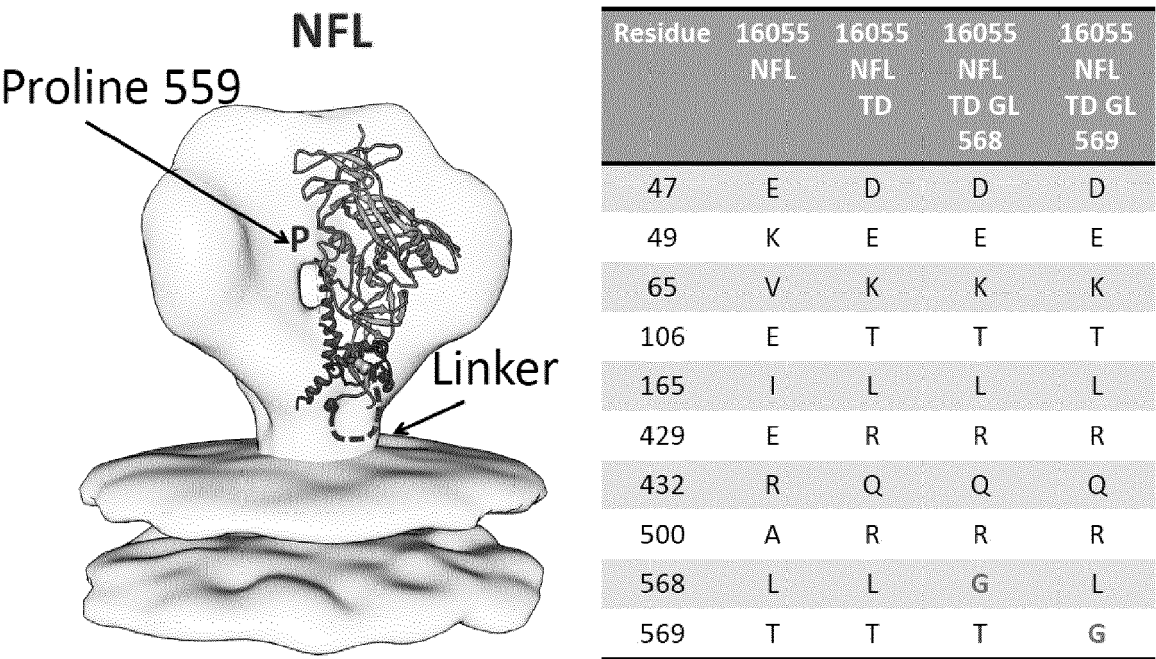 NFL
Proline 559
P
Linker
Residue 16055 NFL 16055 NFL TD 16055 NFL TD GL 568 16055 NFL TD GL 569
47 E D D D
49 K E E E
65 V K K K
106 E T T T
165 I L L L
429 E R R R
432 R Q Q Q
500 A R R R
568 L L G L
569 T T T G